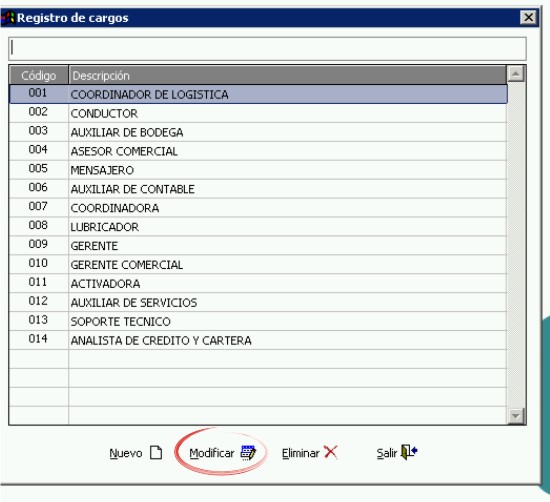 Registro de cargos
Código Descripción
001 COORDINADOR DE LOGISTICA
002 CONDUCTOR
003 AUXILIAR DE BODEGA
004 ASESOR COMERCIAL
005 MENSAJERO
006 AUXILIAR DE CONTABLE
007 COORDINADORA
008 LUBRICADOR
009 GERENTE
010 GERENTE COMERCIAL
011 ACTIVADORA
012 AUXILIAR DE SERVICIOS
013 SOPORTE TECNICO
014 ANALISTA DE CREDITO Y CARTERA
Nuevo Modificar Eliminar Salir